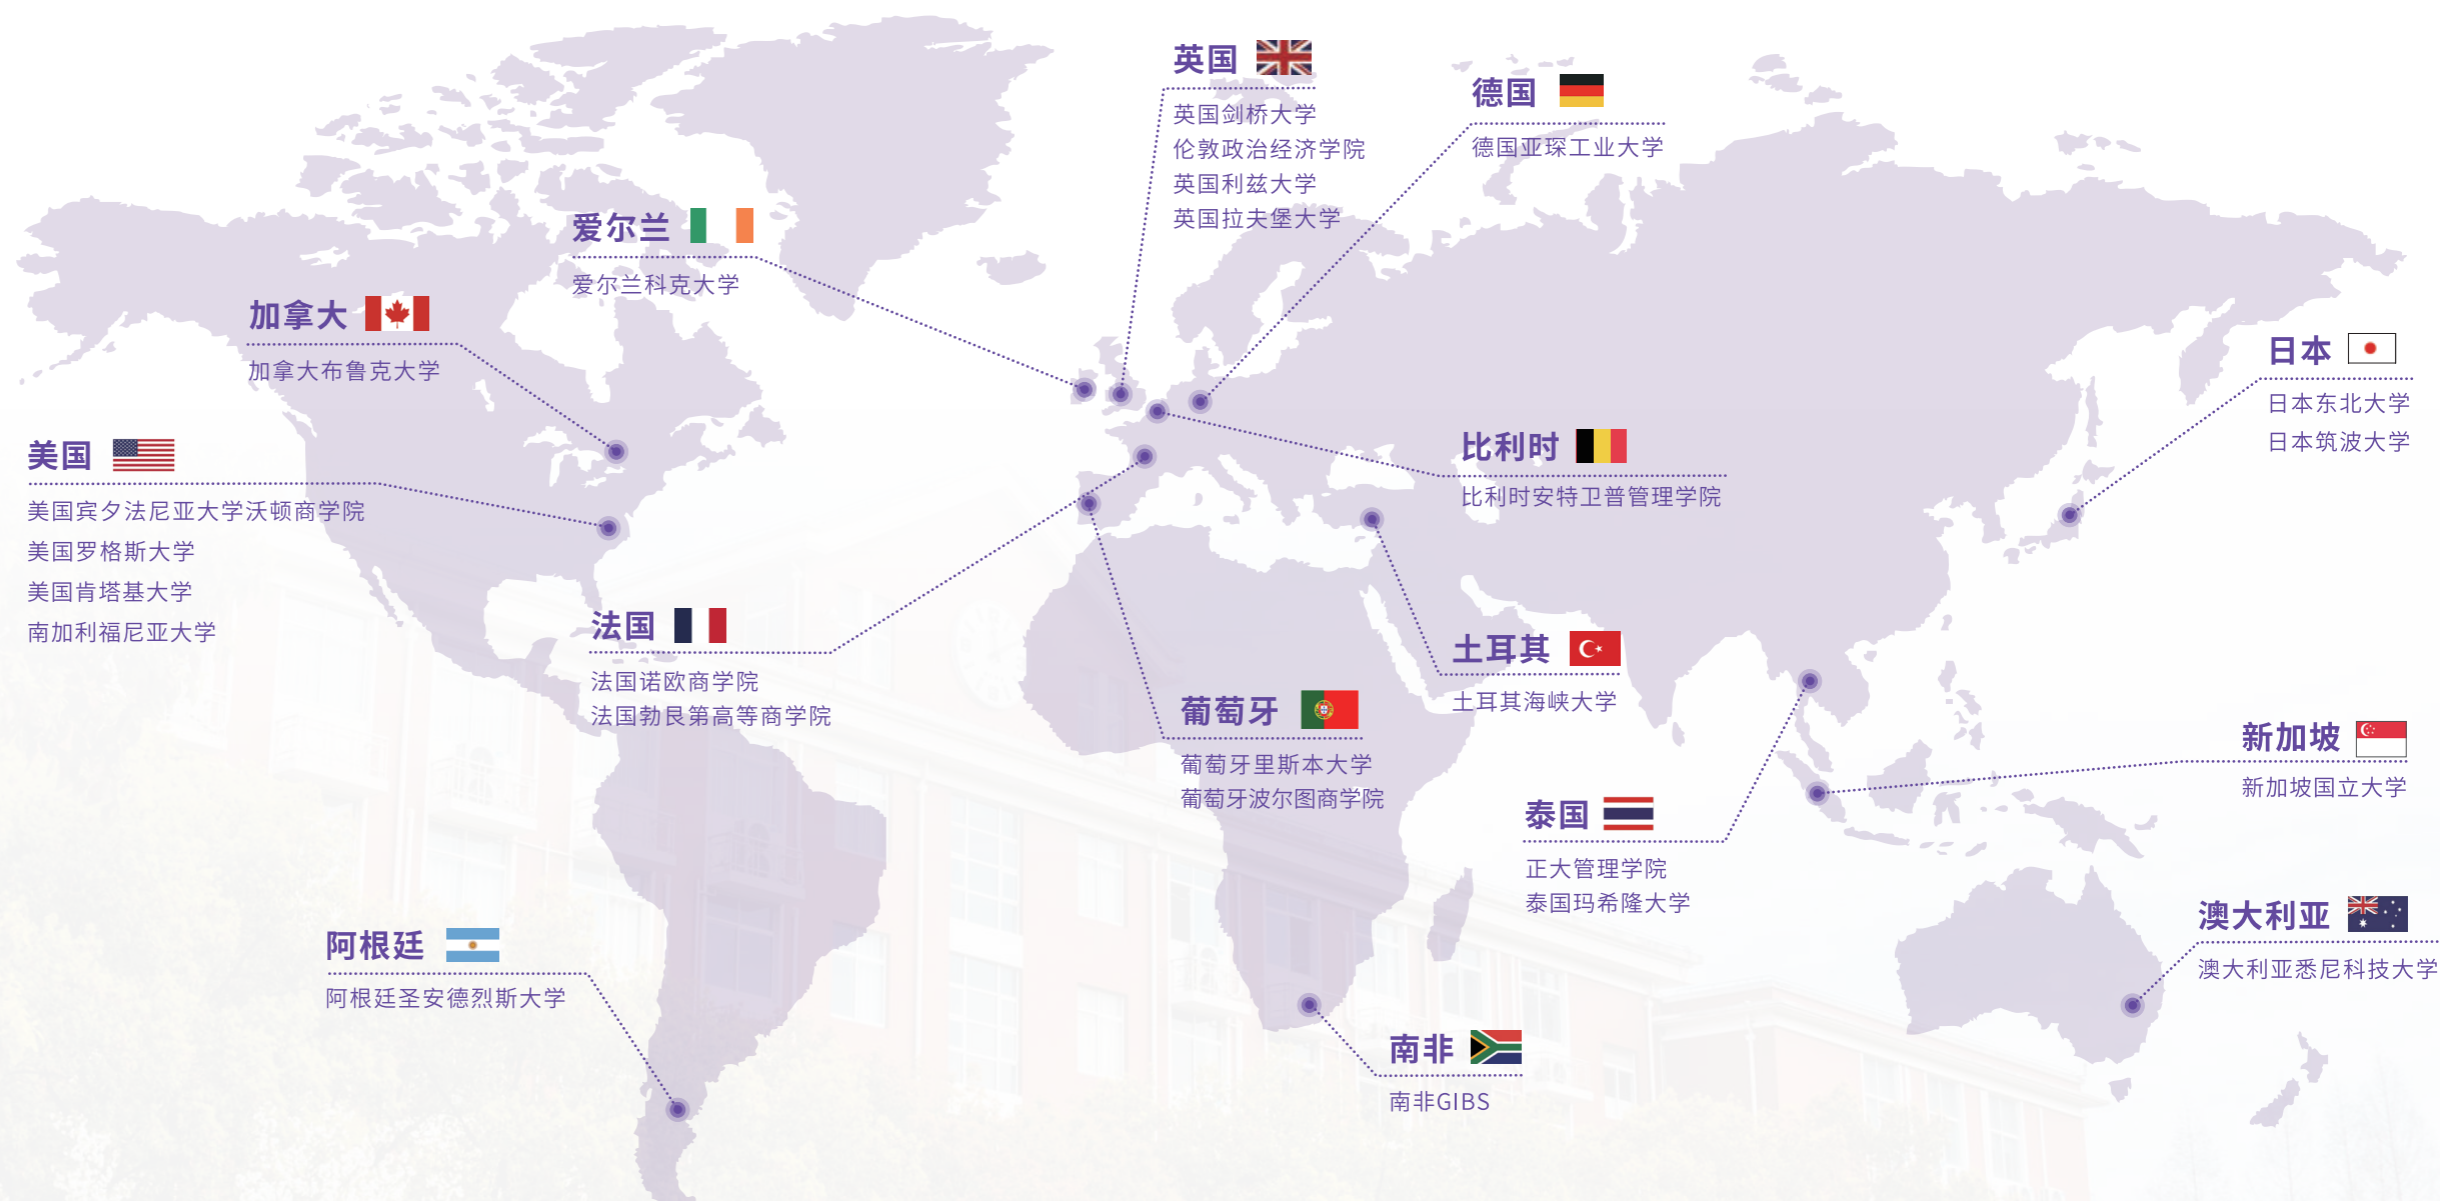 英国
英国剑桥大学
伦敦政治经济学院
英国利兹大学
英国拉夫堡大学
德国
德国亚琛工业大学
爱尔兰
爱尔兰科克大学
加拿大
加拿大布鲁克大学
日本
日本东北大学
日本筑波大学
美国
美国宾夕法尼亚大学沃顿商学院
美国罗格斯大学
美国肯塔基大学
南加利福尼亚大学
比利时
比利时安特卫普管理学院
法国
法国诺欧商学院
法国勃艮第高等商学院
土耳其
土耳其海峡大学
葡萄牙
葡萄牙里斯本大学
葡萄牙波尔图商学院
新加坡
新加坡国立大学
泰国
正大管理学院
泰国玛希隆大学
澳大利亚
澳大利亚悉尼科技大学
阿根廷
阿根廷圣安德烈斯大学
南非
南非GIBS